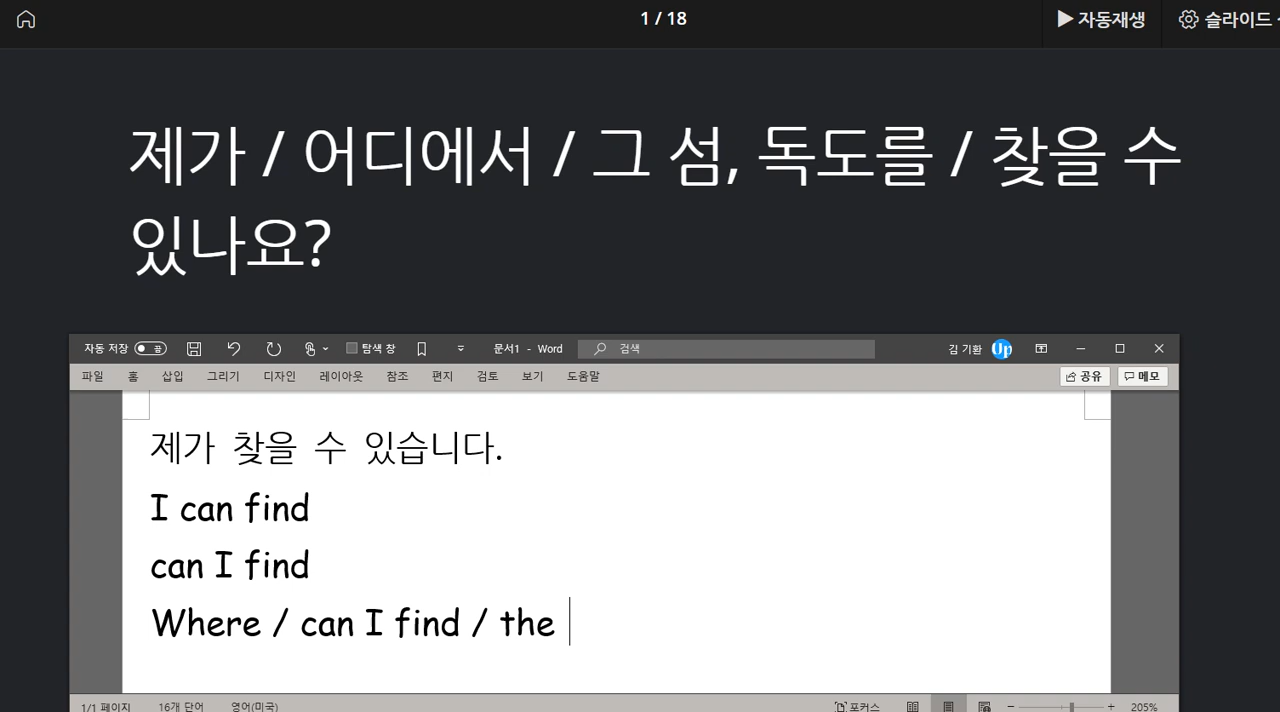 1 / 18
▶ 자동재생
슬라이드
제가 / 어디에서 / 그 섬, 독도를 / 찾을 수
있나요?
자동 저장 끔 탐색 창 문서1 - Word 검색 김 기환 Up
파일 홈 삽입 그리기 디자인 레이아웃 참조 편지 검토 보기 도움말 공유 메모
제가 찾을 수 있습니다.
I can find
can I find
Where / can I find / the
1/1 페이지 16개 단어 영어(미국) 포커스 205%